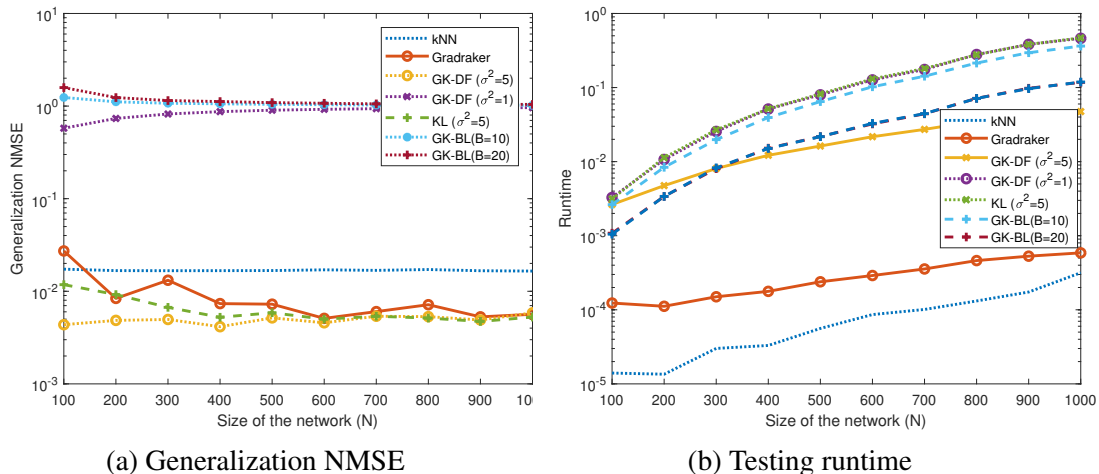 10^1
10^0
10^-1
10^-2
10^-3
Generalization NMSE
100 200 300 400 500 600 700 800 900 100
Size of the network (N)
kNN
Gradraker
GK-DF (σ²=5)
GK-DF (σ²=1)
KL (σ²=5)
GK-BL(B=10)
GK-BL(B=20)
(a) Generalization NMSE
10^0
10^-1
10^-2
10^-3
10^-4
10^-5
Runtime
100 200 300 400 500 600 700 800 900 1000
Size of the network (N)
kNN
Gradraker
GK-DF (σ²=5)
GK-DF (σ²=1)
KL (σ²=5)
GK-BL(B=10)
GK-BL(B=20)
(b) Testing runtime